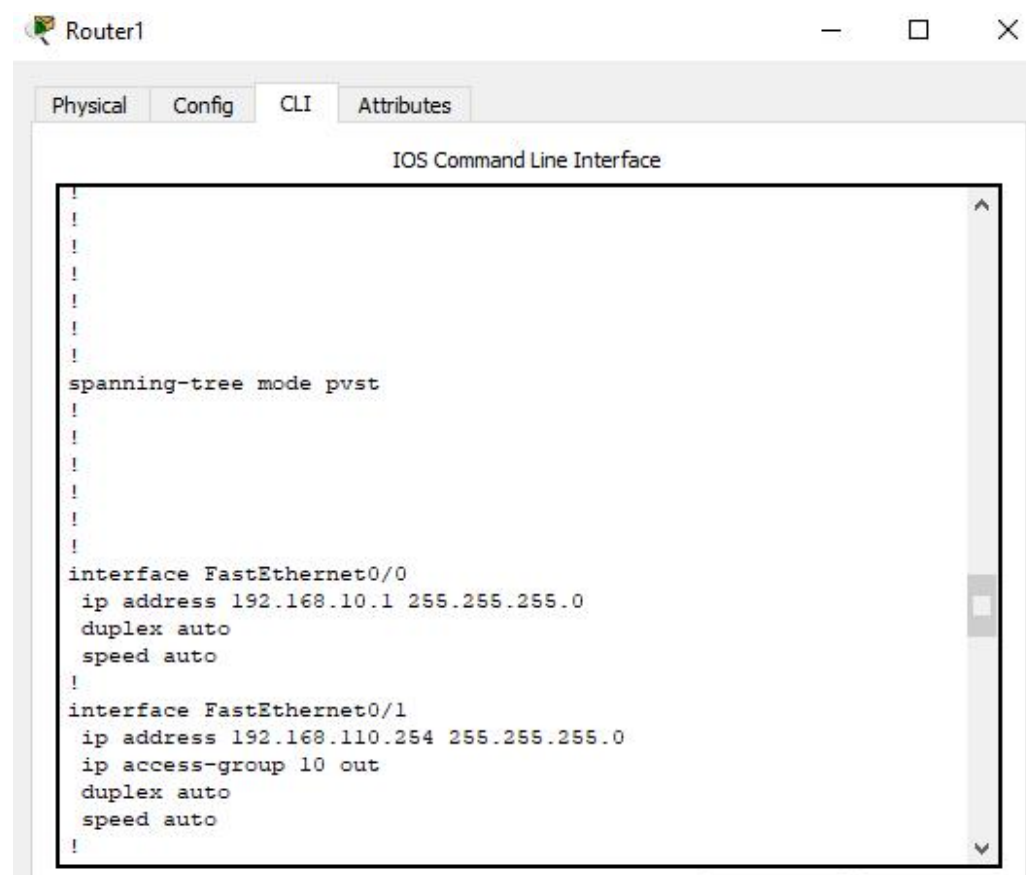 Router1
Physical Config CLI Attributes
IOS Command Line Interface
!
!
!
!
!
!
!
spanning-tree mode pvst
!
!
!
!
!
!
interface FastEthernet0/0
 ip address 192.168.10.1 255.255.255.0
 duplex auto
 speed auto
!
interface FastEthernet0/1
 ip address 192.168.110.254 255.255.255.0
 ip access-group 10 out
 duplex auto
 speed auto
!